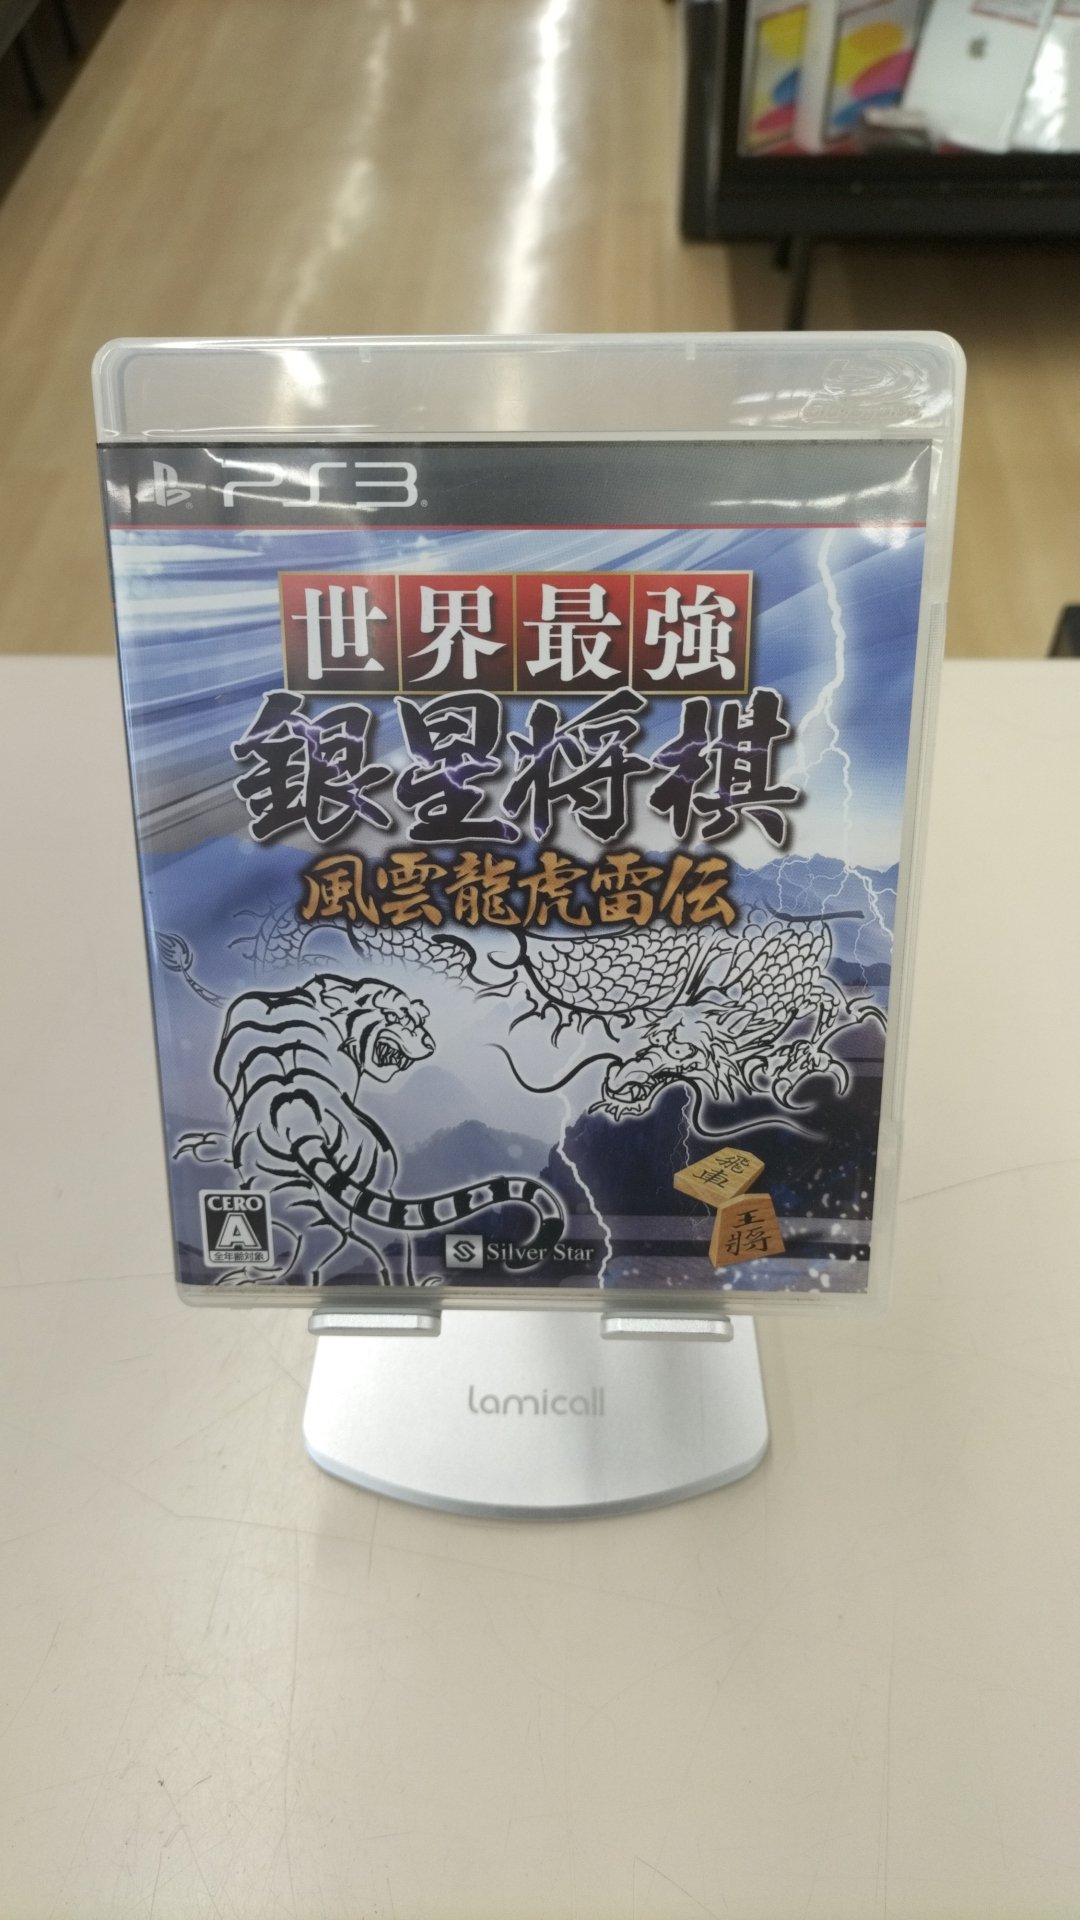 PS3
世界最強
銀星将棋
風雲龍虎雷伝
飛車
王将
CERO
A
全年齢対象
Silver Star
lamicall